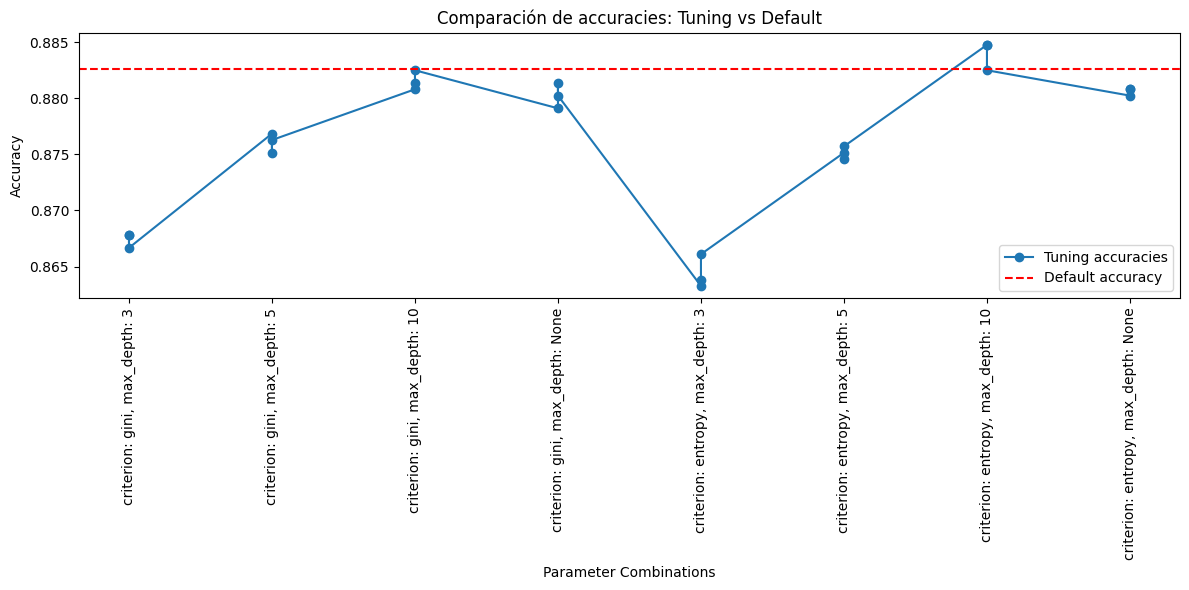 Comparación de accuracies: Tuning vs Default
Accuracy
0.885
0.880
0.875
0.870
0.865
Tuning accuracies
Default accuracy
criterion: gini, max_depth: 3
criterion: gini, max_depth: 5
criterion: gini, max_depth: 10
criterion: gini, max_depth: None
criterion: entropy, max_depth: 3
criterion: entropy, max_depth: 5
criterion: entropy, max_depth: 10
criterion: entropy, max_depth: None
Parameter Combinations